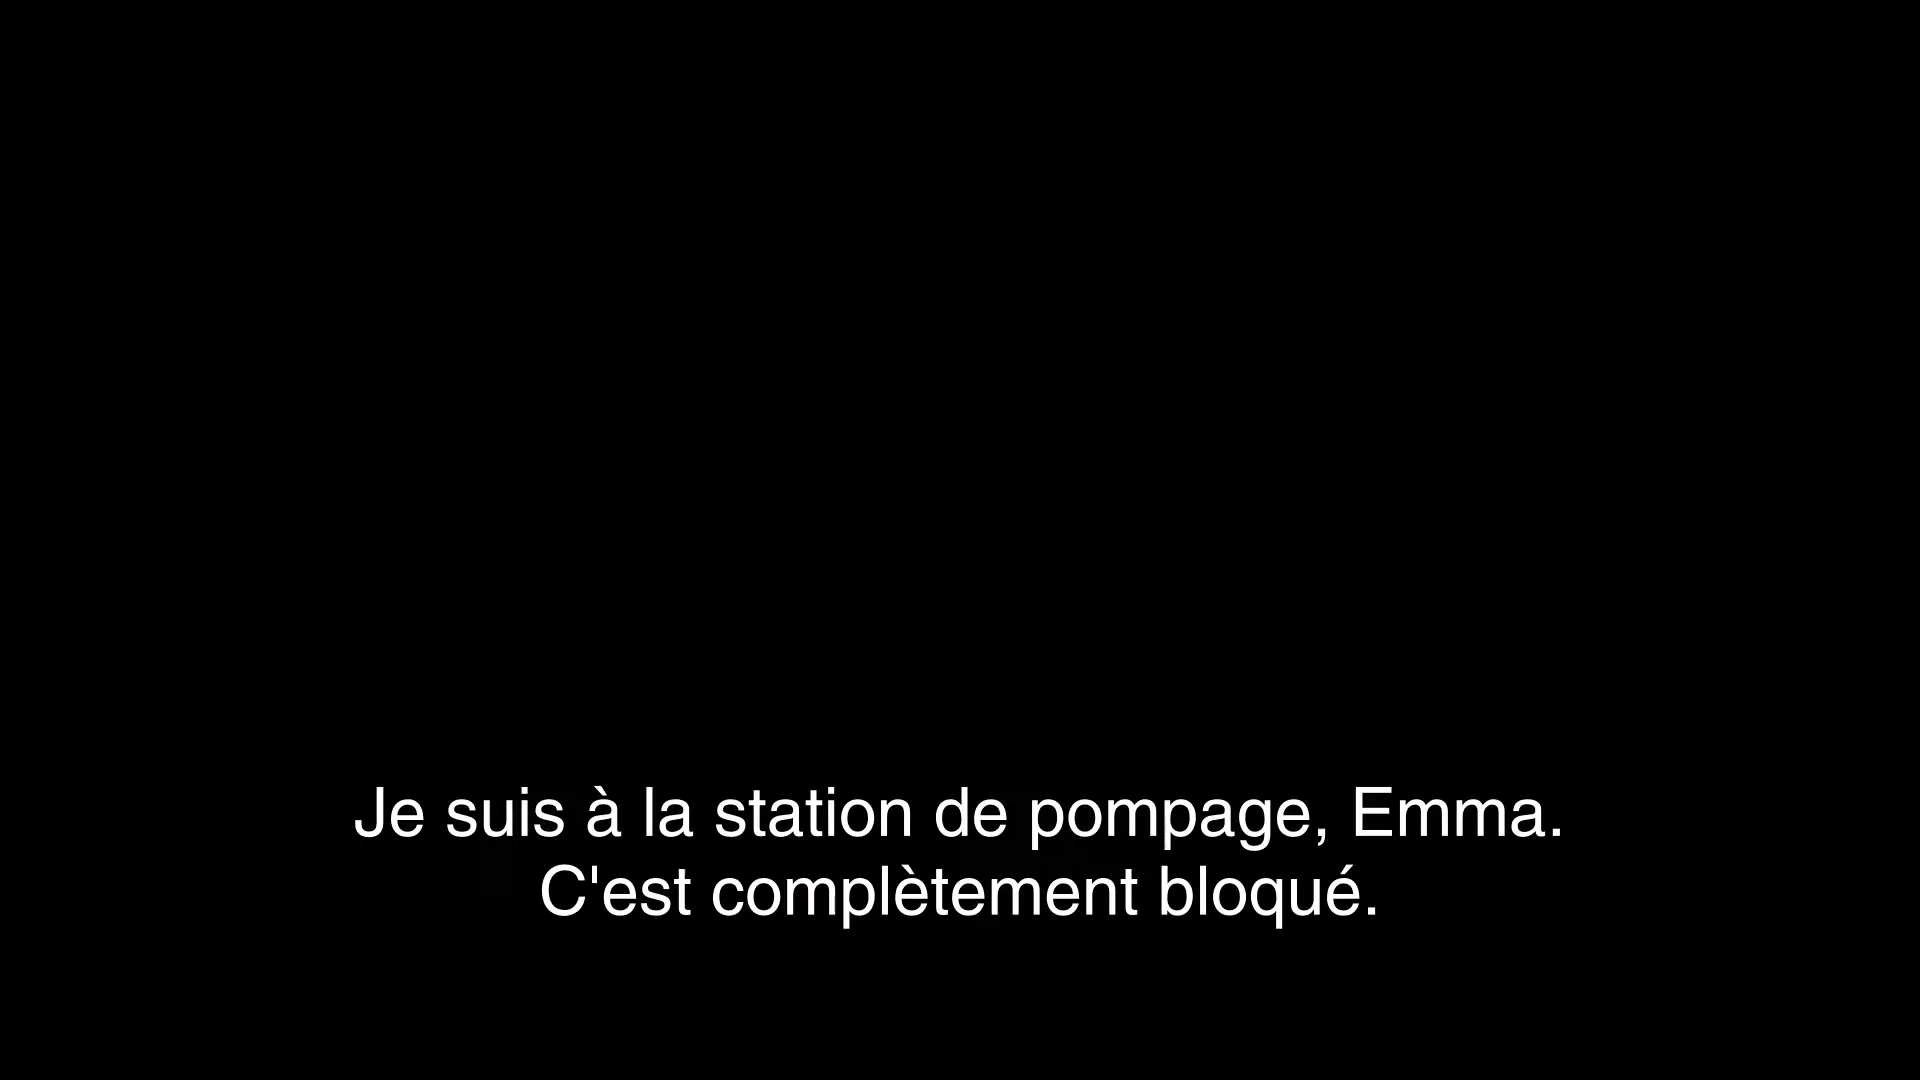 Je suis à la station de pompage, Emma.
C'est complètement bloqué.